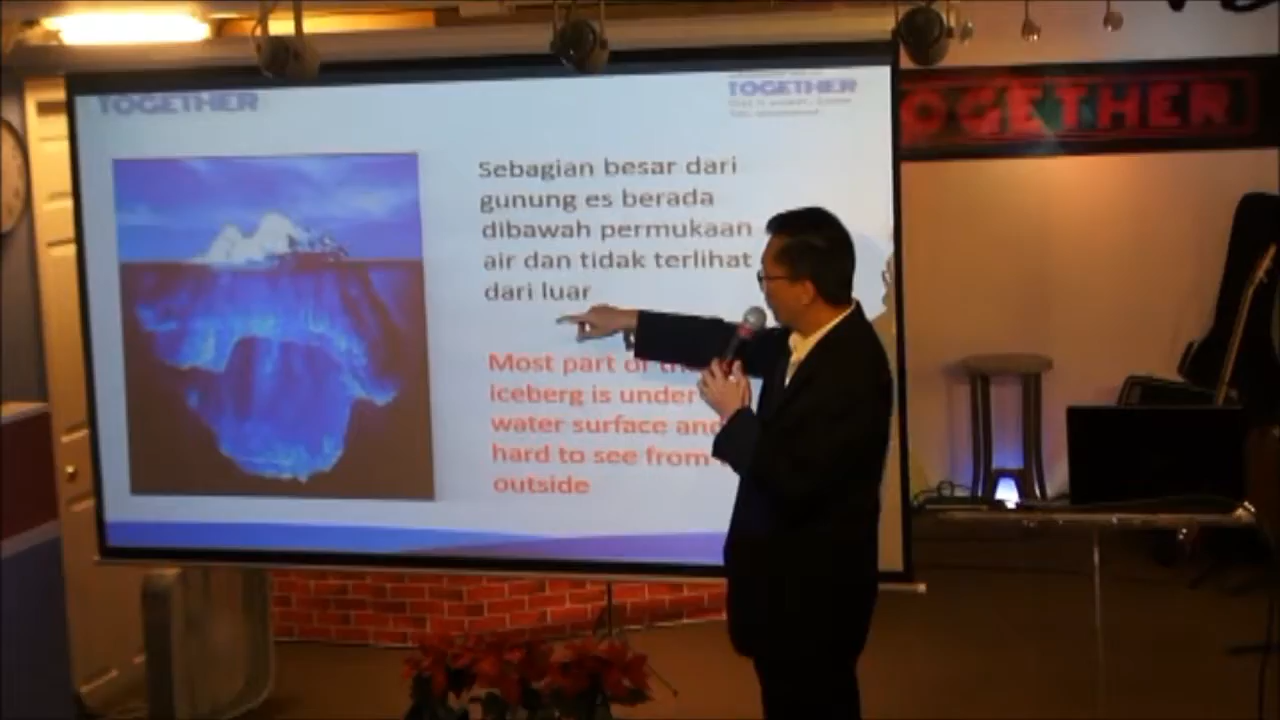 TOGETHER
TOGETHER
OGETHER
Sebagian besar dari
gunung es berada
dibawah permukaan
air dan tidak terlihat
dari luar
Most part of
iceberg is under
water surface and
hard to see from
outside